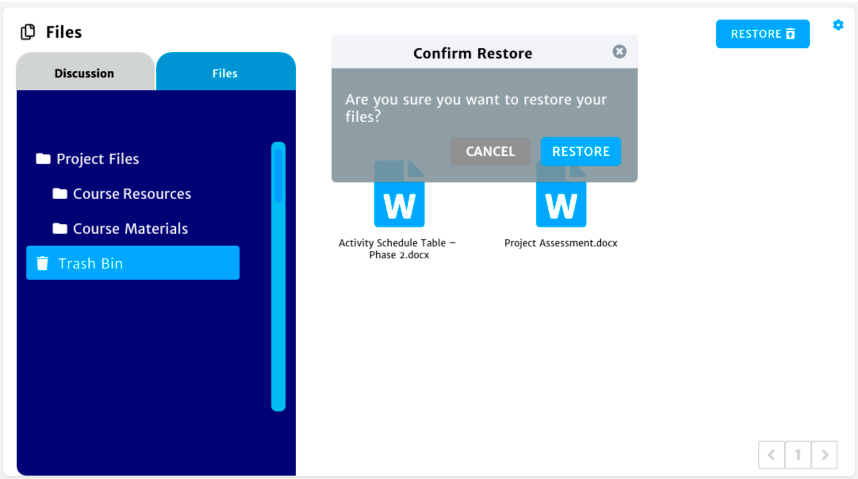 Files
RESTORE
Discussion
Files
Confirm Restore
Are you sure you want to restore your
files?
CANCEL
RESTORE
Project Files
Course Resources
Course Materials
Trash Bin
W
W
Activity Schedule Table –
Phase 2.docx
Project Assessment.docx
< 1 >